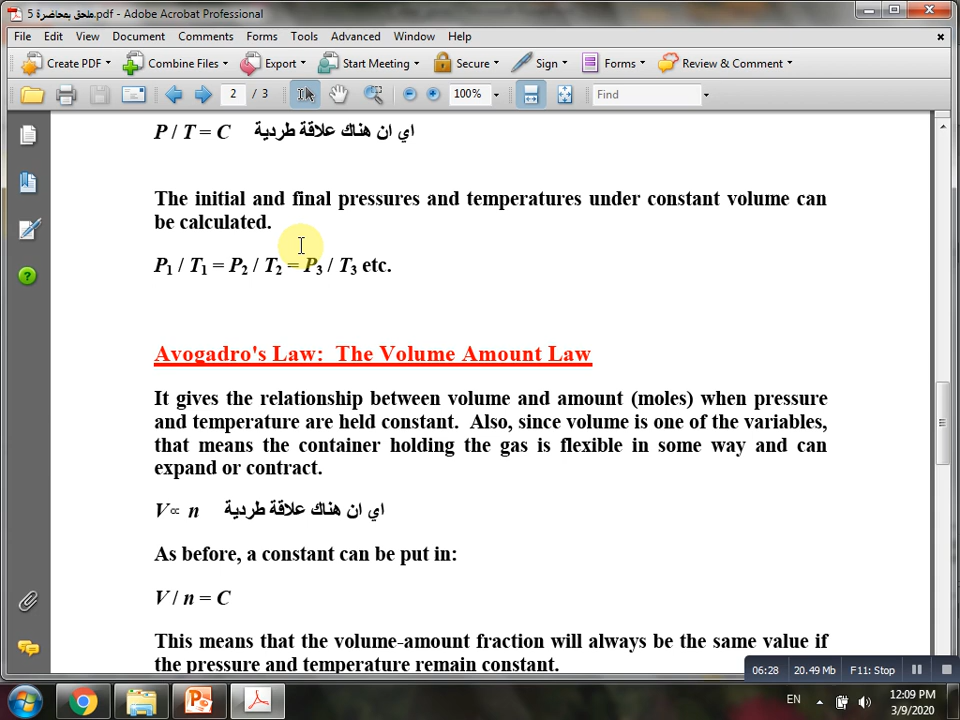 ملحق بمحاضرة 5.pdf - Adobe Acrobat Professional
File Edit View Document Comments Forms Tools Advanced Window Help
Create PDF Combine Files Export Start Meeting Secure Sign Forms Review & Comment
2 / 3 100% Find
P / T = C اي ان هناك علاقة طردية
The initial and final pressures and temperatures under constant volume can
be calculated.
P₁ / T₁ = P₂ / T₂ = P₃ / T₃ etc.
Avogadro's Law: The Volume Amount Law
It gives the relationship between volume and amount (moles) when pressure
and temperature are held constant. Also, since volume is one of the variables,
that means the container holding the gas is flexible in some way and can
expand or contract.
V∝ n اي ان هناك علاقة طردية
As before, a constant can be put in:
V / n = C
This means that the volume-amount fraction will always be the same value if
the pressure and temperature remain constant.
06:28 20.49 Mb F11: Stop
EN 12:09 PM
3/9/2020